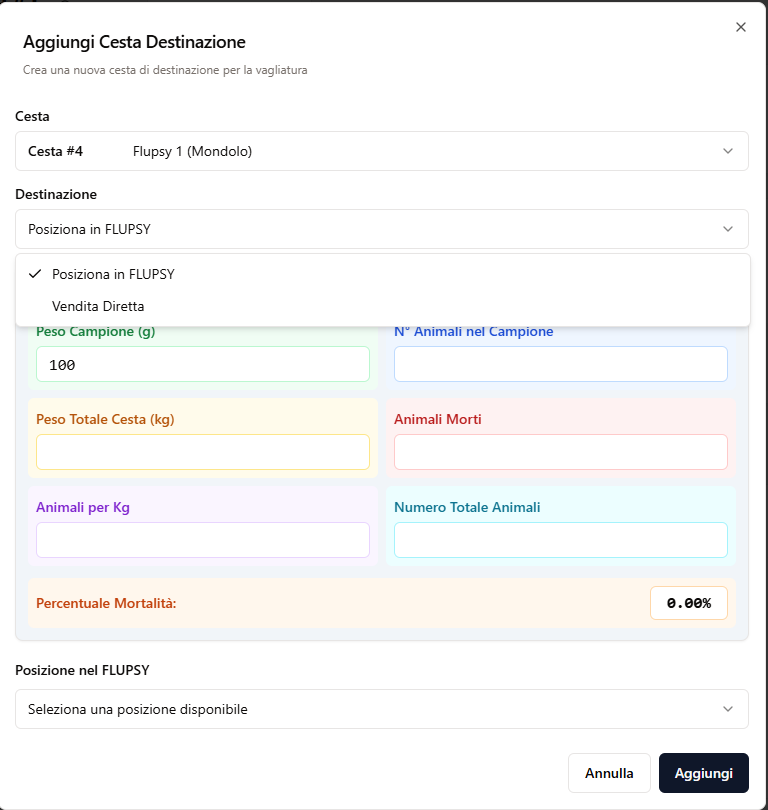 Aggiungi Cesta Destinazione
Crea una nuova cesta di destinazione per la vagliatura
Cesta
Cesta #4 Flupsy 1 (Mondolo)
Destinazione
Posiziona in FLUPSY
Posiziona in FLUPSY
Vendita Diretta
Peso Campione (g) N° Animali nel Campione
100
Peso Totale Cesta (kg) Animali Morti
Animali per Kg Numero Totale Animali
Percentuale Mortalità: 0.00%
Posizione nel FLUPSY
Seleziona una posizione disponibile
Annulla Aggiungi